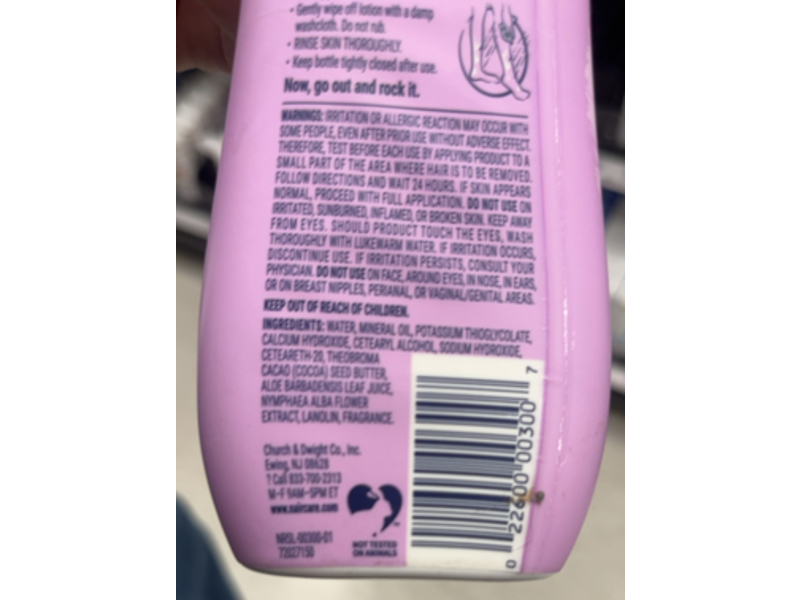 • Gently wipe off lotion with a damp
washcloth. Do not rub.
• RINSE SKIN THOROUGHLY.
• Keep bottle tightly closed after use.
Now, go out and rock it.
WARNINGS: IRRITATION OR ALLERGIC REACTION MAY OCCUR WITH
SOME PEOPLE, EVEN AFTER PRIOR USE WITHOUT ADVERSE EFFECT.
THEREFORE, TEST BEFORE EACH USE BY APPLYING PRODUCT TO A
SMALL PART OF THE AREA WHERE HAIR IS TO BE REMOVED.
FOLLOW DIRECTIONS AND WAIT 24 HOURS. IF SKIN APPEARS
NORMAL, PROCEED WITH FULL APPLICATION. DO NOT USE ON
IRRITATED, SUNBURNED, INFLAMED, OR BROKEN SKIN. KEEP AWAY
FROM EYES. SHOULD PRODUCT TOUCH THE EYES, WASH
THOROUGHLY WITH LUKEWARM WATER. IF IRRITATION OCCURS,
DISCONTINUE USE. IF IRRITATION PERSISTS, CONSULT YOUR
PHYSICIAN. DO NOT USE ON FACE, AROUND EYES, IN NOSE, IN EARS,
OR ON BREAST NIPPLES, PERIANAL, OR VAGINAL/GENITAL AREAS.
KEEP OUT OF REACH OF CHILDREN.
INGREDIENTS: WATER, MINERAL OIL, POTASSIUM THIOGLYCOLATE,
CALCIUM HYDROXIDE, CETEARYL ALCOHOL, SODIUM HYDROXIDE,
CETEARETH-20, THEOBROMA
CACAO (COCOA) SEED BUTTER,
ALOE BARBADENSIS LEAF JUICE,
NYMPHAEA ALBA FLOWER
EXTRACT, LANOLIN, FRAGRANCE.
Church & Dwight Co., Inc.
Ewing, NJ 08628
? Call 833-700-2313
M-F 9AM-5PM ET
www.naircare.com
NRSL-00300-01
72037150
NOT TESTED
ON ANIMALS
0 22600 00300 7